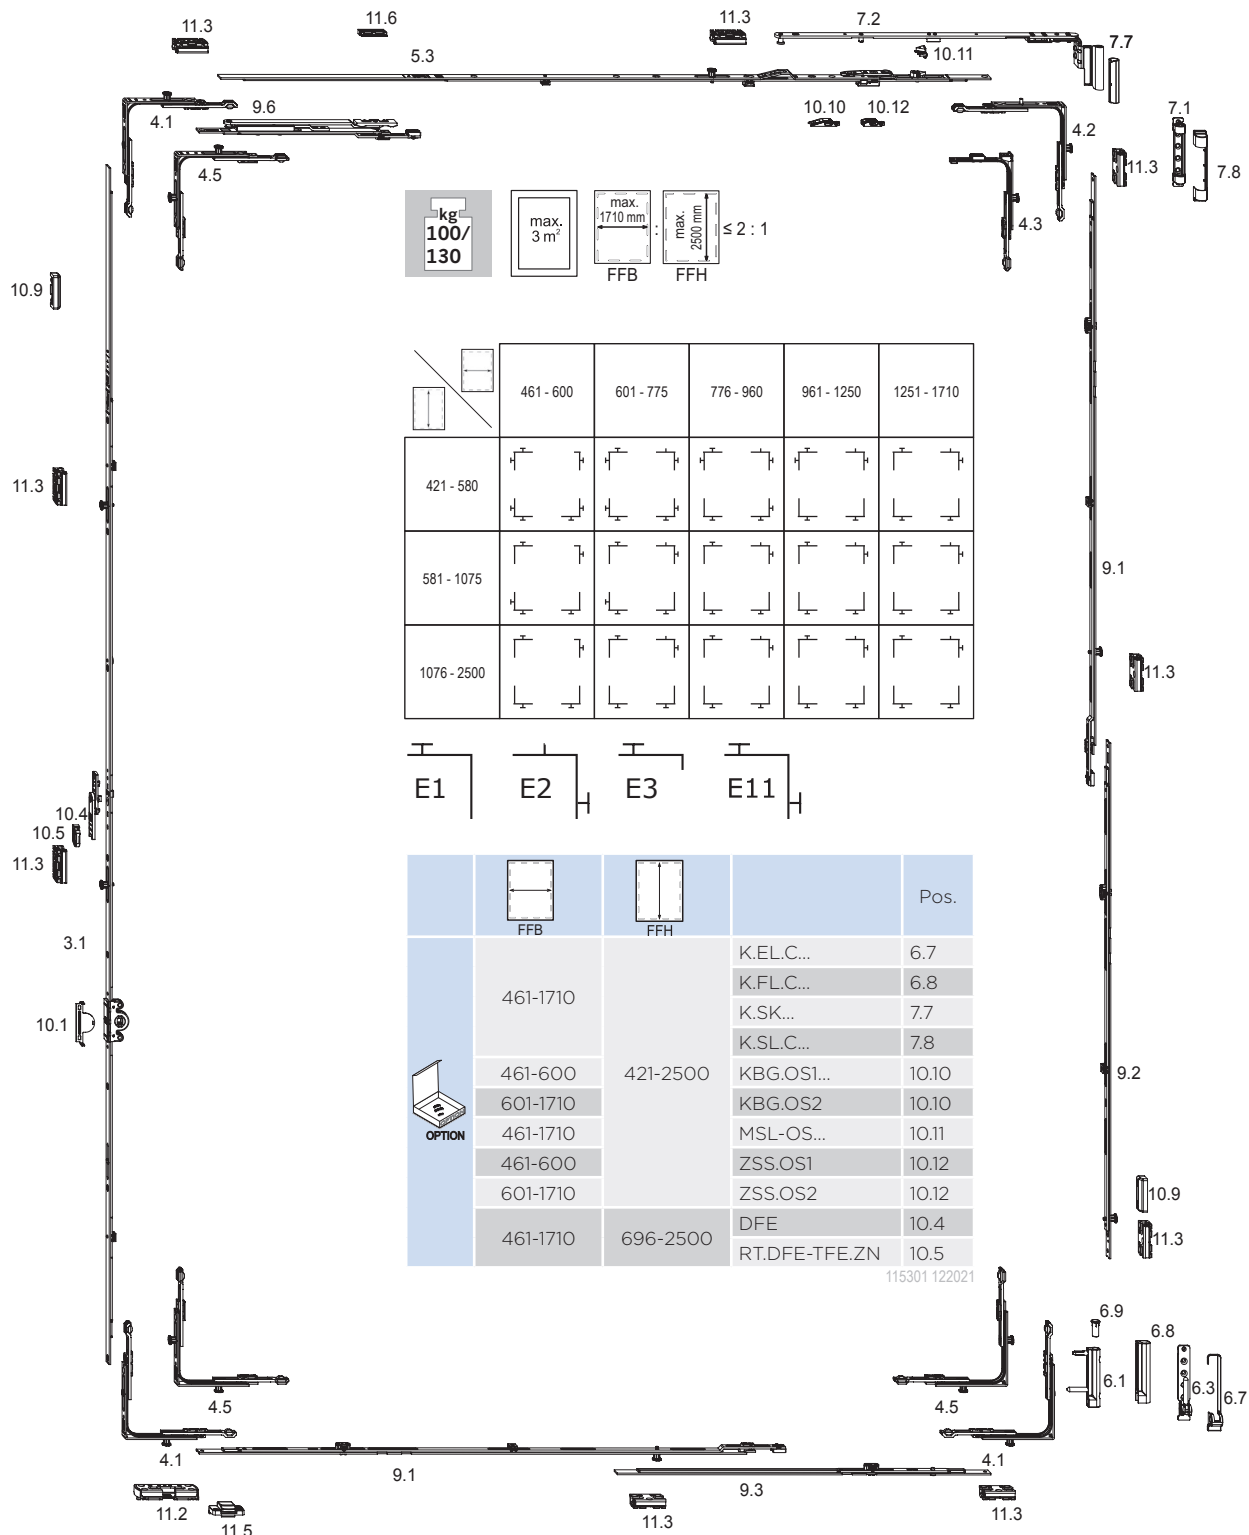 11.3
11.6
11.3
7.2
5.3
10.11
7.7
4.1
9.6
10.10
10.12
4.2
7.1
4.5
11.3
7.8
4.3
kg
100/
130
max.
3 m²
max.
1710 mm
FFB
:
max.
2500 mm
FFH
≤ 2 : 1
10.9
461 - 600
601 - 775
776 - 960
961 - 1250
1251 - 1710
421 - 580
581 - 1075
1076 - 2500
11.3
9.1
11.3
E1
E2
E3
E11
10.4
10.5
11.3
3.1
10.1
FFB
FFH
Pos.
OPTION
461-1710
421-2500
K.EL.C... 6.7
K.FL.C... 6.8
K.SK... 7.7
K.SL.C... 7.8
461-600 KBG.OS1... 10.10
601-1710 KBG.OS2 10.10
461-1710 MSL-OS... 10.11
461-600 ZSS.OS1 10.12
601-1710 ZSS.OS2 10.12
461-1710 696-2500
DFE 10.4
RT.DFE-TFE.ZN 10.5
115301 122021
9.2
10.9
11.3
6.9
6.8
6.1
6.3
6.7
4.5
4.5
4.1
9.1
4.1
9.3
11.2
11.5
11.3
11.3